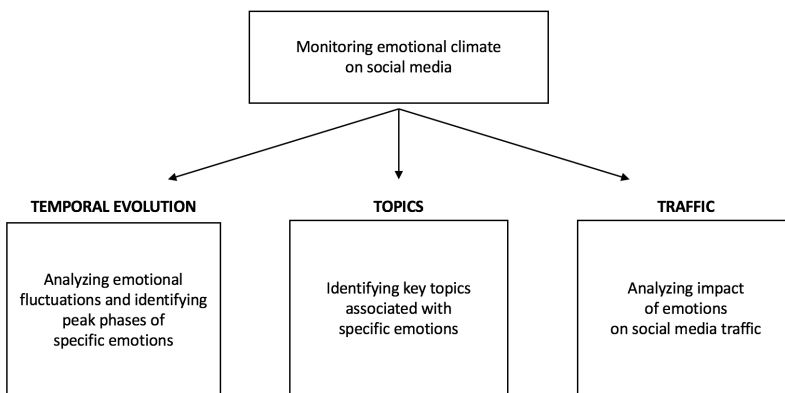 Monitoring emotional climate
on social media
TEMPORAL EVOLUTION
Analyzing emotional
fluctuations and identifying
peak phases of
specific emotions
TOPICS
Identifying key topics
associated with
specific emotions
TRAFFIC
Analyzing impact
of emotions
on social media traffic